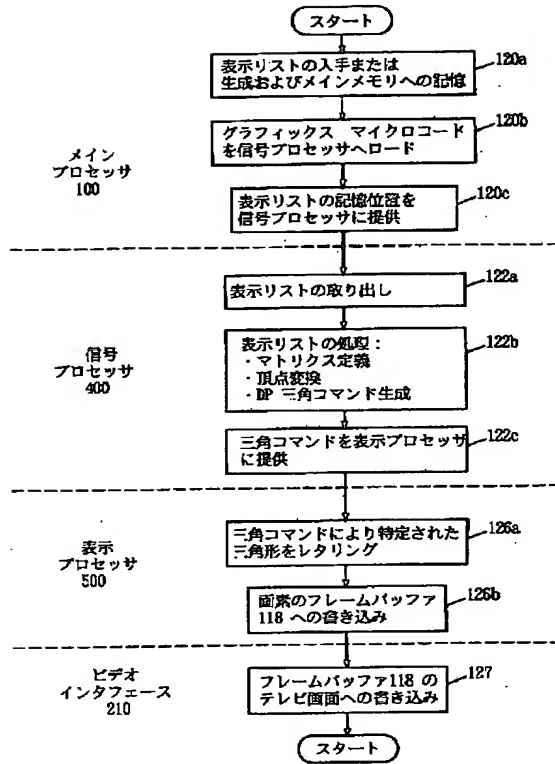 スタート
表示リストの入手または
生成およびメインメモリへの記憶
120a
グラフィックス マイクロコード
を信号プロセッサへロード
120b
メイン
プロセッサ
100
表示リストの記憶位置を
信号プロセッサに提供
120c
表示リストの取り出し
122a
信号
プロセッサ
400
表示リストの処理:
・マトリクス定義
・頂点変換
・DP 三角コマンド生成
122b
三角コマンドを表示プロセッサ
に提供
122c
表示
プロセッサ
500
三角コマンドにより特定された
三角形をレタリング
126a
画素のフレームバッファ
118 への書き込み
126b
ビデオ
インタフェース
210
フレームバッファ118 の
テレビ画面への書き込み
127
スタート